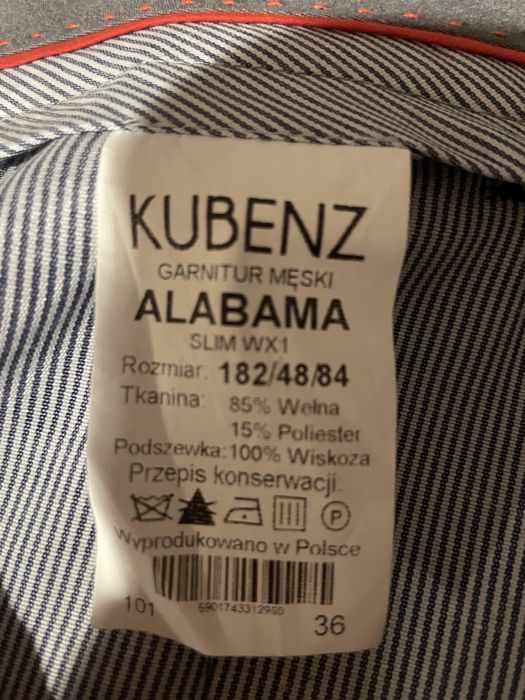 KUBENZ
GARNITUR MĘSKI
ALABAMA
SLIM WX1
Rozmiar: 182/48/84
Tkanina: 85% Wełna
15% Poliester
Podszewka: 100% Wiskoza
Przepis konserwacji:
P
Wyprodukowano w Polsce
5901743312960
101 36